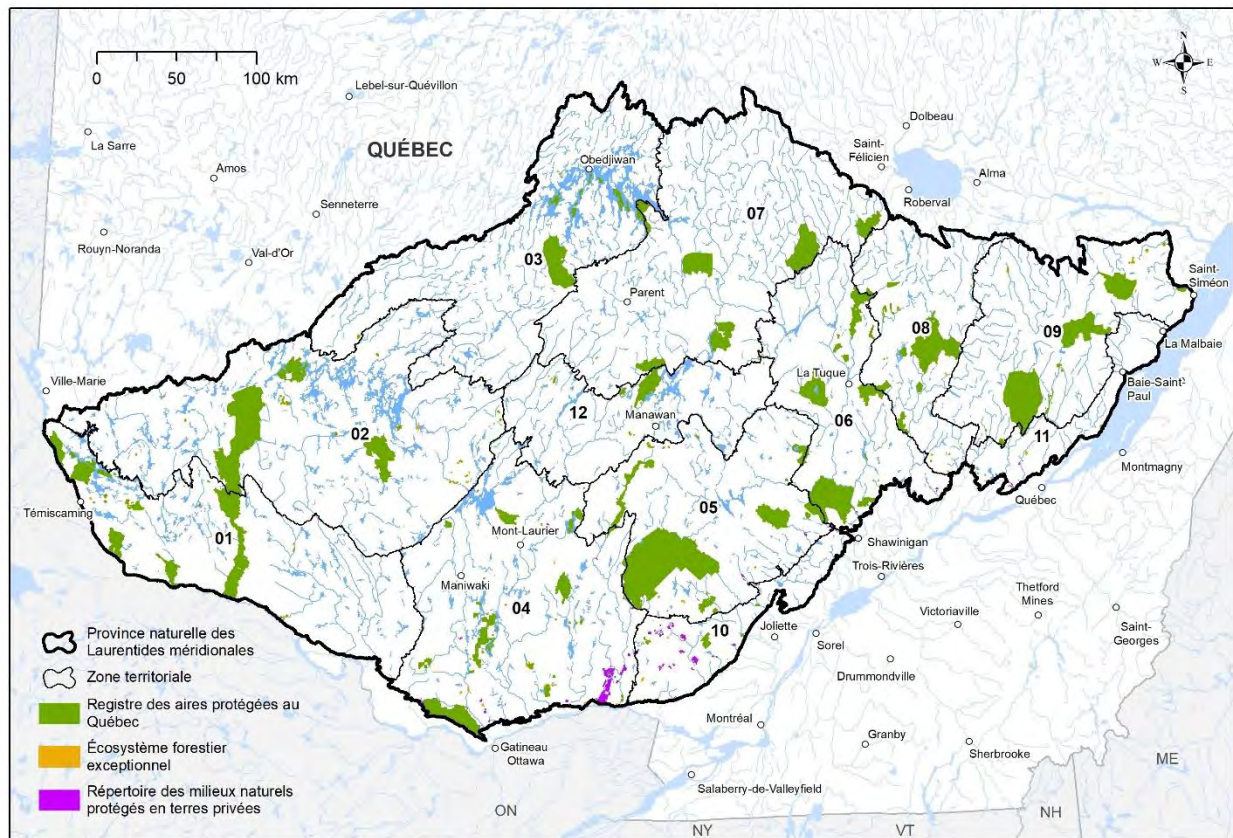 0 50 100 km
N
W E
S
Lebel-sur-Quévillon
Dolbeau
La Sarre
QUÉBEC
Saint-
Félicien
Obedjiwan
Alma
Amos
Roberval
Senneterre
07
Rouyn-Noranda
Val-d'Or
03
Saint-
Siméon
Parent
08
09
La Malbaie
Ville-Marie
La Tuque
Baie-Saint-
Paul
12
06
Manawan
02
11
Montmagny
Québec
Témiscaming
05
01
Mont-Laurier
Shawinigan
Trois-Rivières
Maniwaki
04
Thetford
Mines
Victoriaville
Saint-
Georges
10
Joliette
Sorel
Drummondville
Province naturelle des
Laurentides méridionales
Zone territoriale
Registre des aires protégées au
Québec
Écosystème forestier
exceptionnel
Répertoire des milieux naturels
protégés en terres privées
Montréal
Granby
Sherbrooke
Gatineau
Ottawa
ME
Salaberry-de-Valleyfield
ON
NY
VT
NH